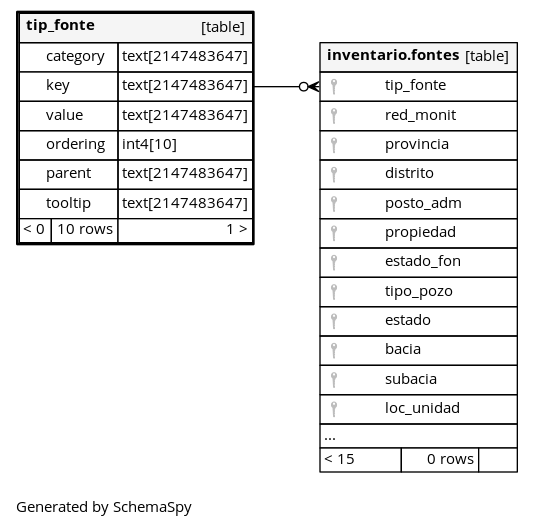 tip_fonte [table]
category text[2147483647]
key text[2147483647]
value text[2147483647]
ordering int4[10]
parent text[2147483647]
tooltip text[2147483647]
< 0 10 rows 1 >
inventario.fontes [table]
tip_fonte
red_monit
provincia
distrito
posto_adm
propiedad
estado_fon
tipo_pozo
estado
bacia
subacia
loc_unidad
...
< 15 0 rows
Generated by SchemaSpy